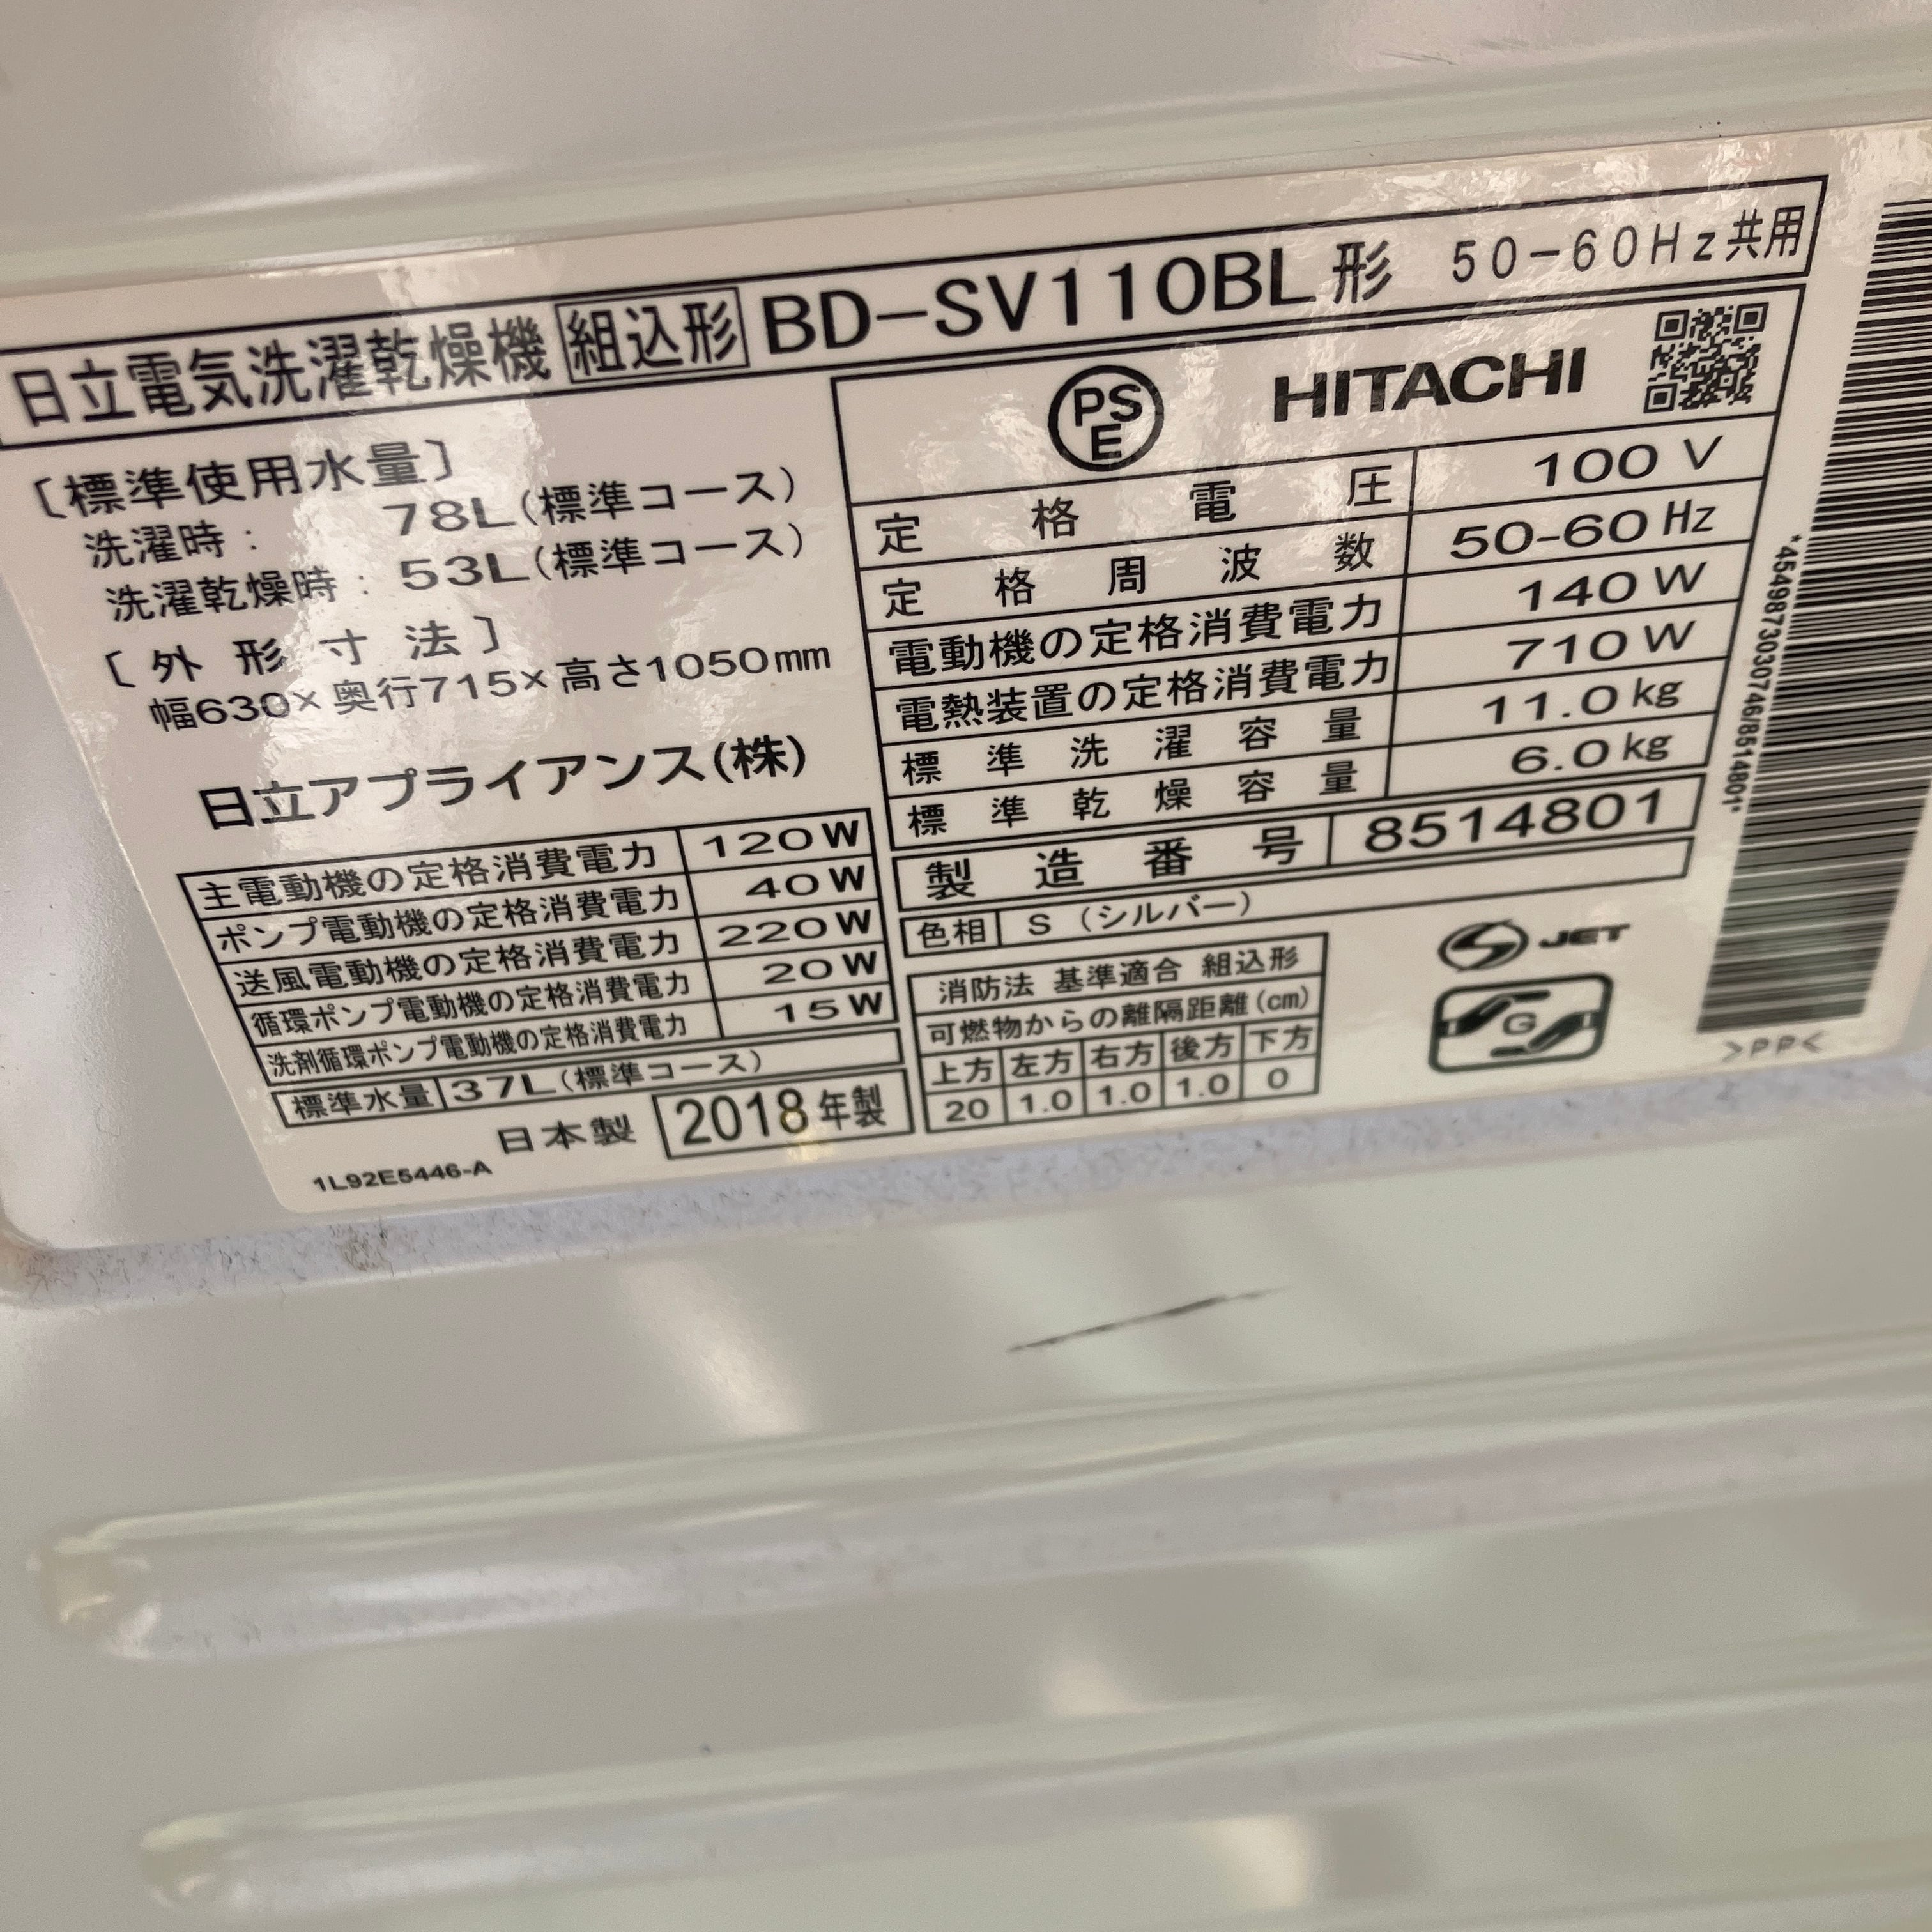 日立電気洗濯乾燥機 組込形 BD-SV110BL形 50-60Hz共用
〔標準使用水量〕
洗濯時: 78L(標準コース)
洗濯乾燥時: 53L(標準コース)
〔外形寸法〕
幅630×奥行715×高さ1050mm
日立アプライアンス(株)
主電動機の定格消費電力 120W
ポンプ電動機の定格消費電力 40W
送風電動機の定格消費電力 220W
循環ポンプ電動機の定格消費電力 20W
洗剤循環ポンプ電動機の定格消費電力 15W
標準水量 37L(標準コース)
日本製 2018年製
1L92E5446-A
PSE HITACHI
定格電圧 100V
定格周波数 50-60Hz
電動機の定格消費電力 140W
電熱装置の定格消費電力 710W
標準洗濯容量 11.0kg
標準乾燥容量 6.0kg
製造番号 8514801
色相 S(シルバー)
消防法 基準適合 組込形
可燃物からの離隔距離(cm)
上方 左方 右方 後方 下方
20 1.0 1.0 1.0 0
JET
G
*4549873030746/8514801*
>PP<